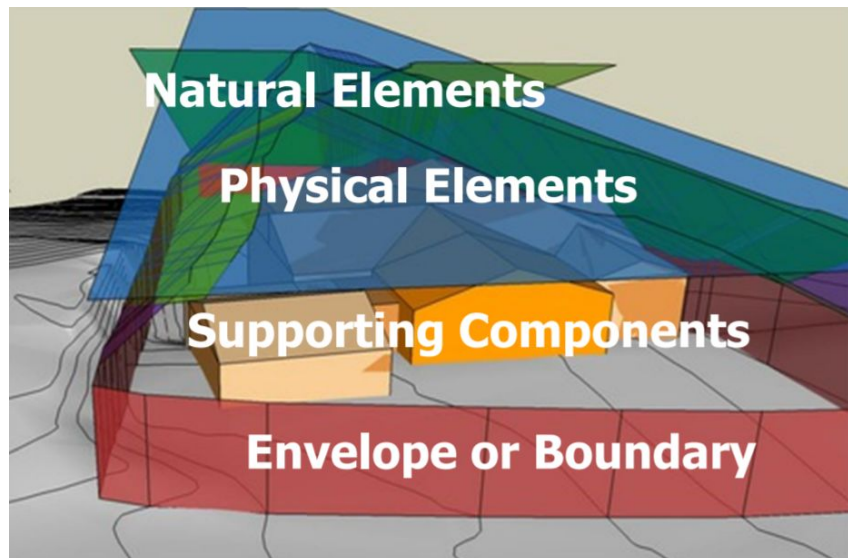 Natural Elements
Physical Elements
Supporting Components
Envelope or Boundary